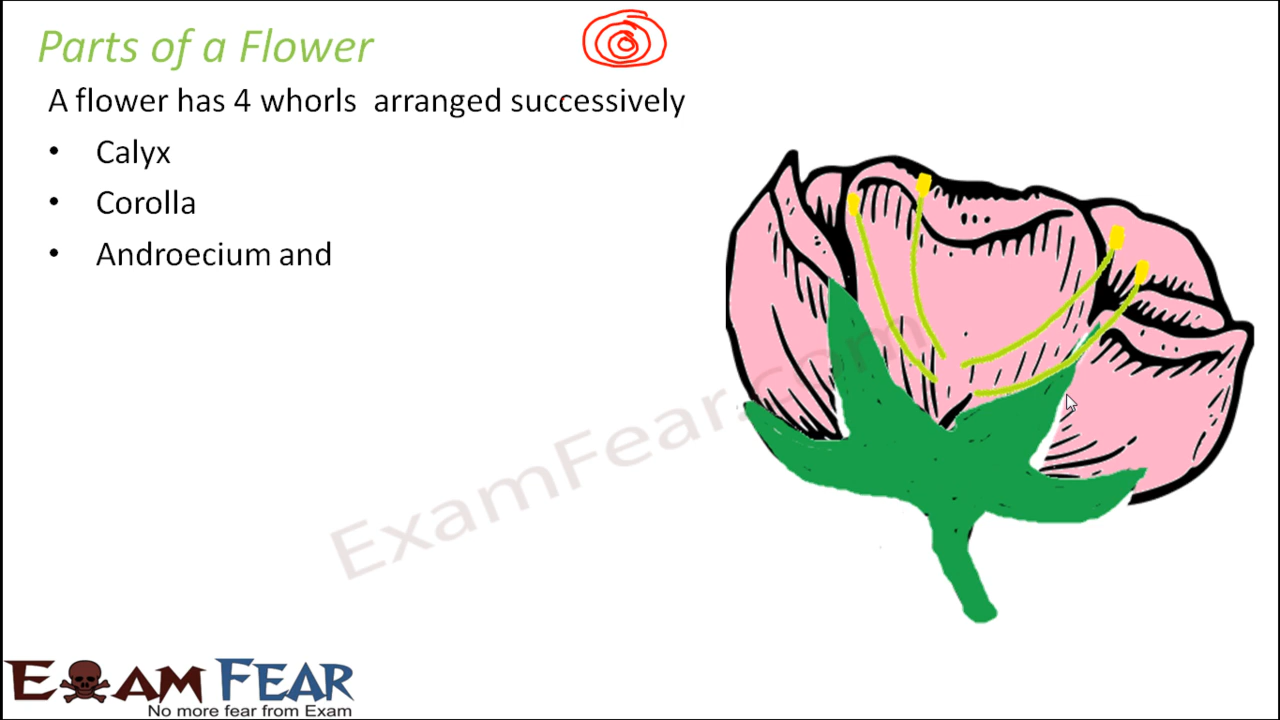 Parts of a Flower
A flower has 4 whorls arranged successively
• Calyx
• Corolla
• Androecium and
ExamFear.com
EXAM FEAR
No more fear from Exam